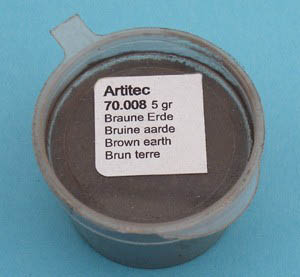 Artitec
70.008 5 gr
Braune Erde
Bruine aarde
Brown earth
Brun terre